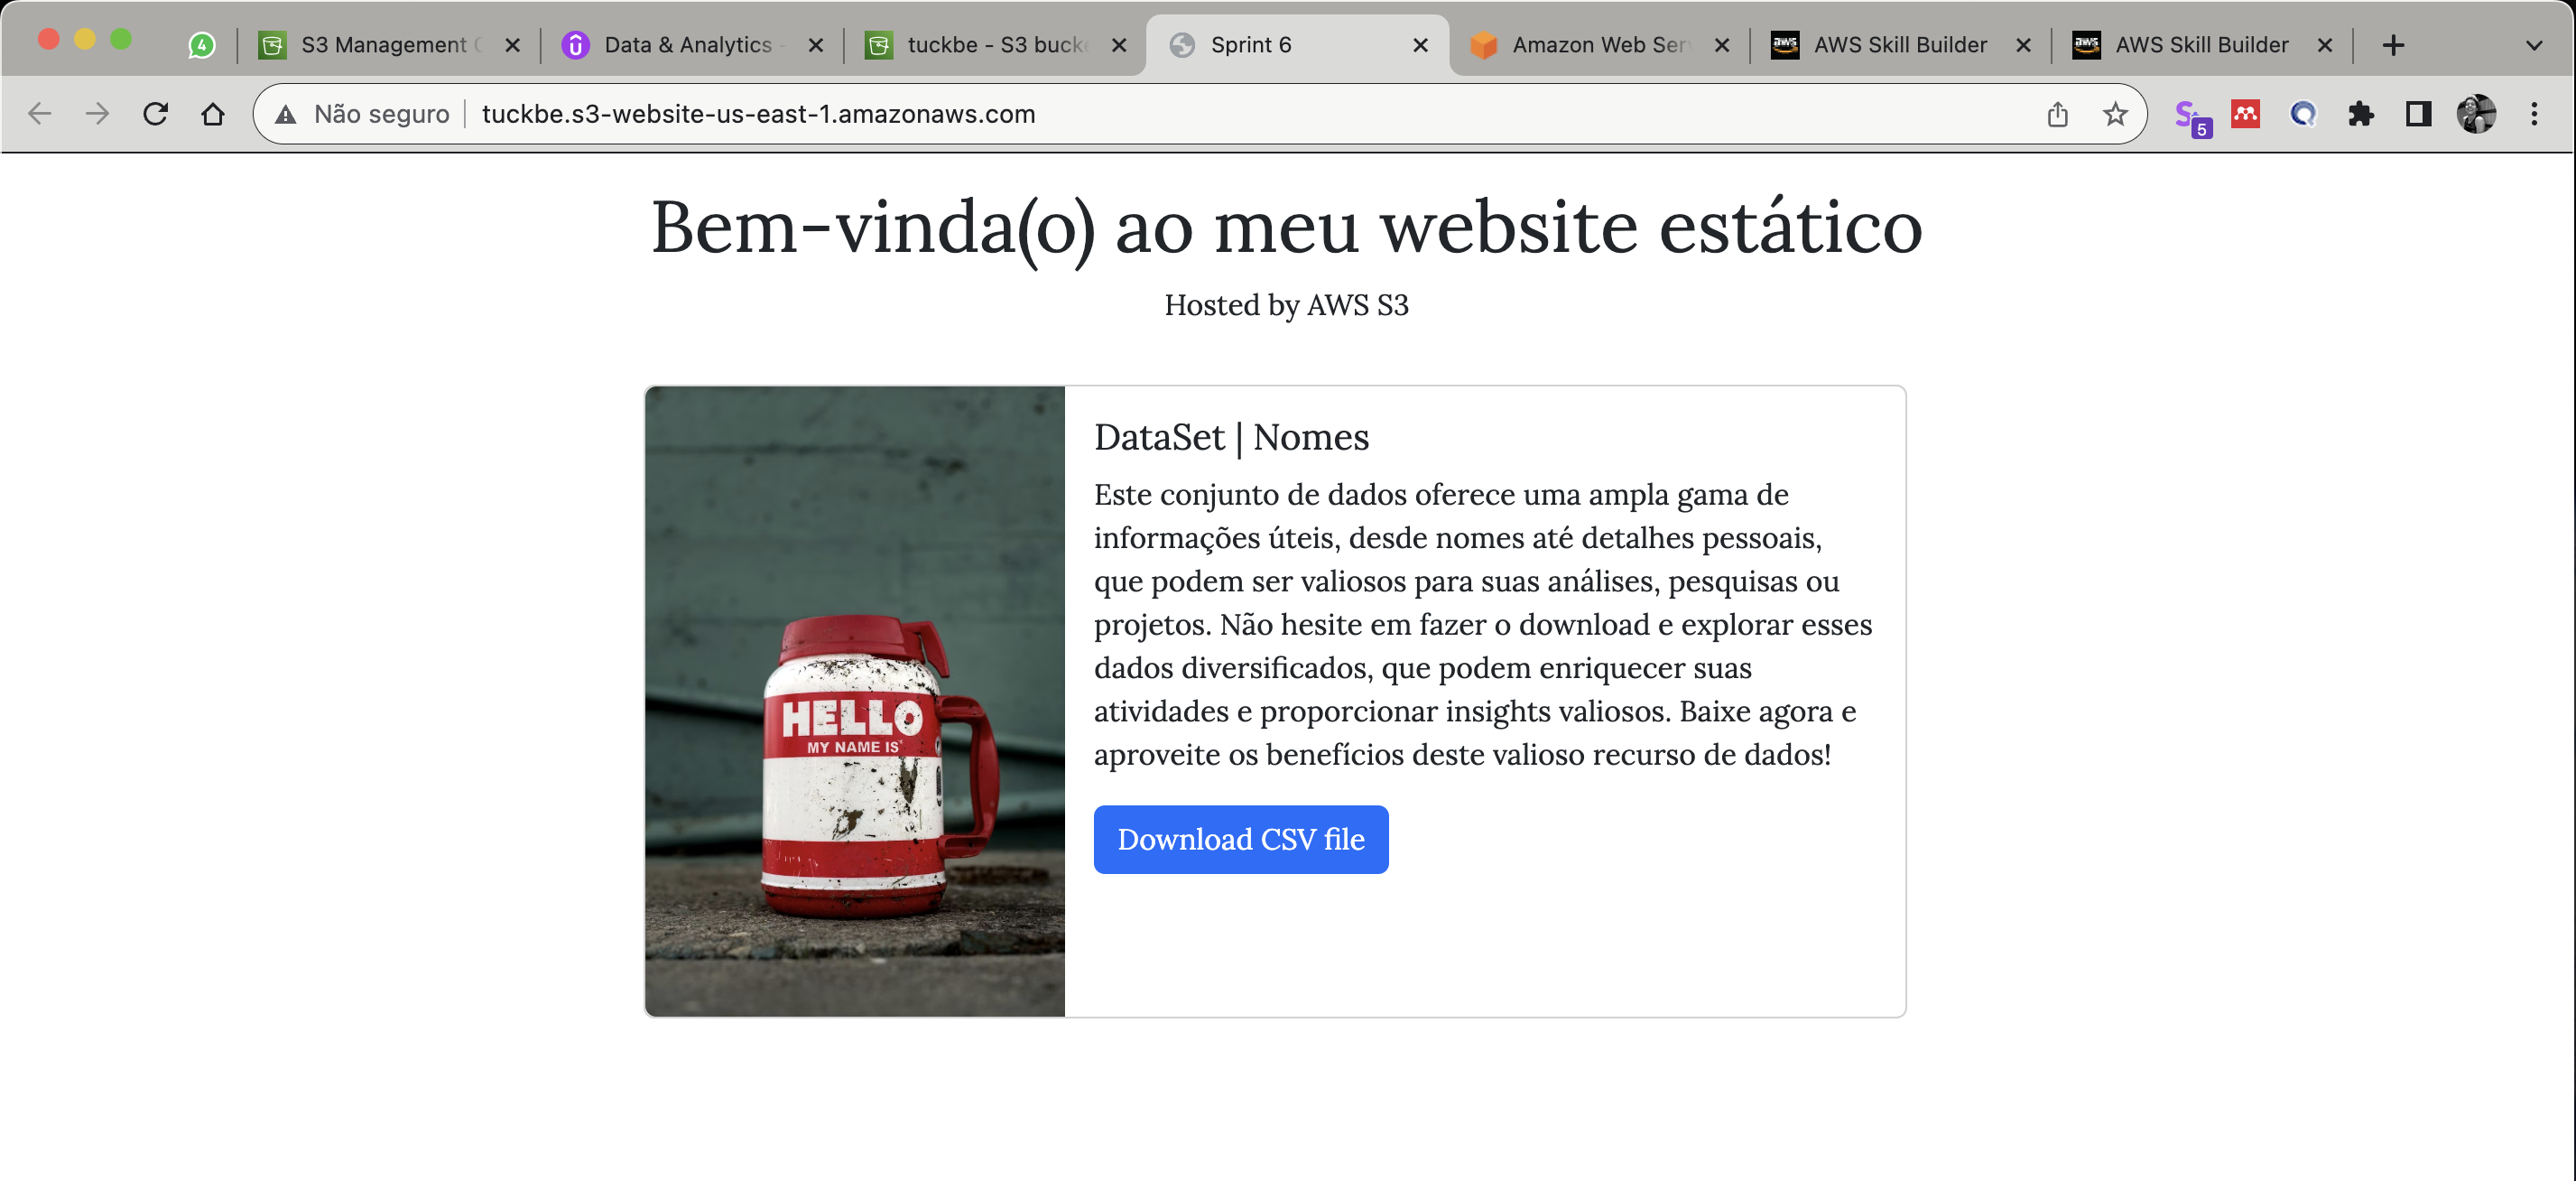 4
S3 Management C
Data & Analytics -
tuckbe - S3 bucke
Sprint 6
Amazon Web Ser
AWS Skill Builder
AWS Skill Builder
Não seguro
tuckbe.s3-website-us-east-1.amazonaws.com
5
Bem-vinda(o) ao meu website estático
Hosted by AWS S3
HELLO
MY NAME IS
DataSet | Nomes
Este conjunto de dados oferece uma ampla gama de
informações úteis, desde nomes até detalhes pessoais,
que podem ser valiosos para suas análises, pesquisas ou
projetos. Não hesite em fazer o download e explorar esses
dados diversificados, que podem enriquecer suas
atividades e proporcionar insights valiosos. Baixe agora e
aproveite os benefícios deste valioso recurso de dados!
Download CSV file